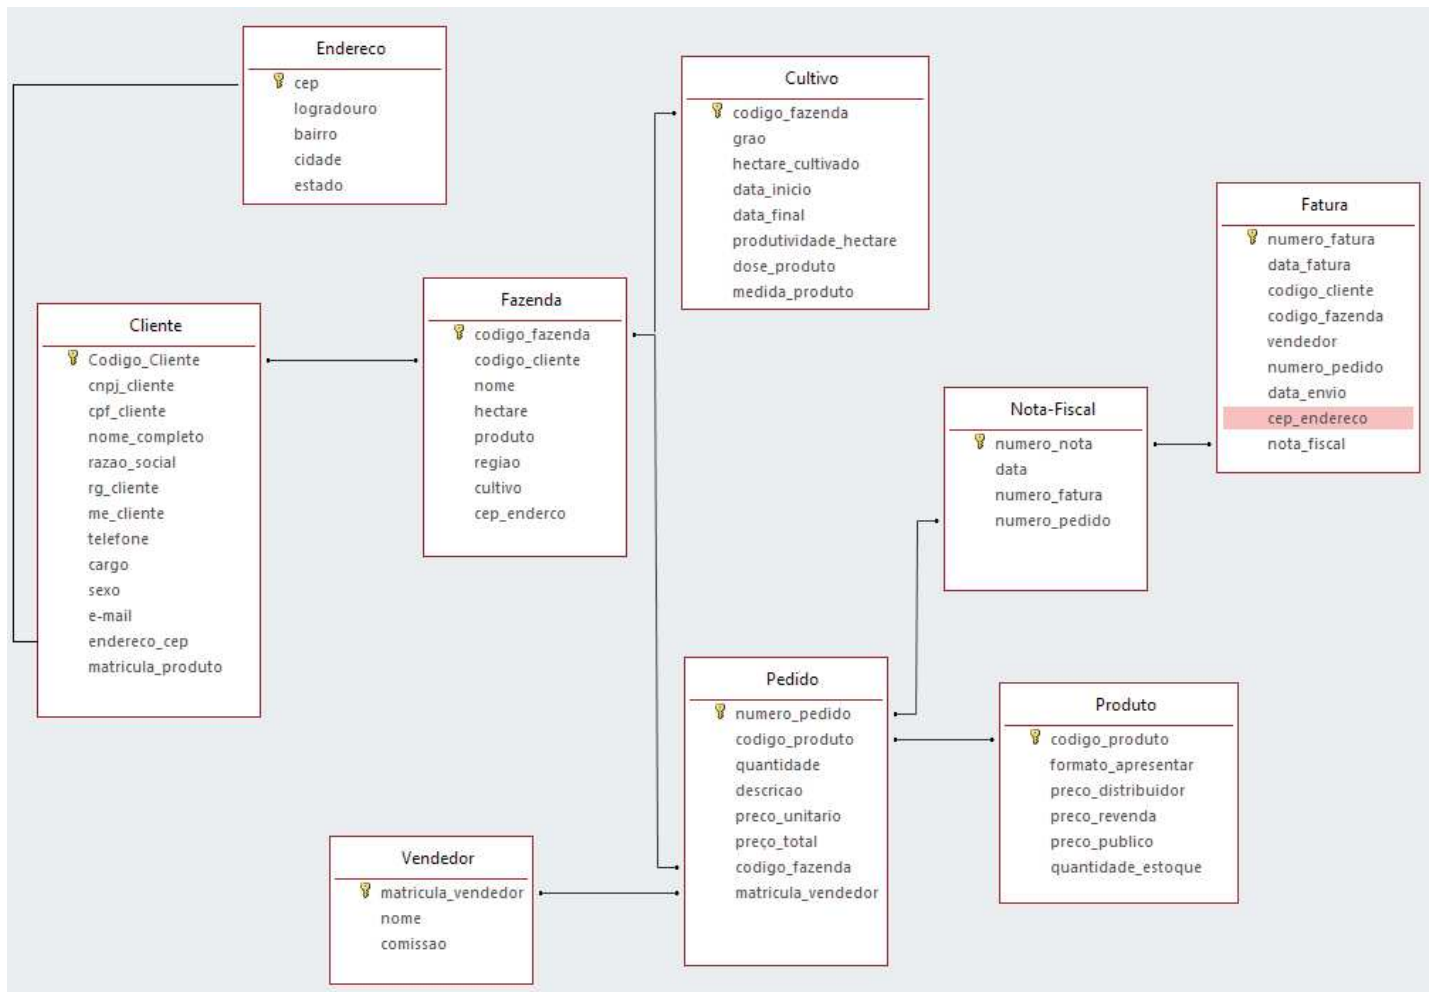 Endereco
cep
logradouro
bairro
cidade
estado
Cultivo
codigo_fazenda
grao
hectare_cultivado
data_inicio
data_final
produtividade_hectare
dose_produto
medida_produto
Fatura
numero_fatura
data_fatura
codigo_cliente
codigo_fazenda
vendedor
numero_pedido
data_envio
cep_endereco
nota_fiscal
Fazenda
codigo_fazenda
codigo_cliente
nome
hectare
produto
regiao
cultivo
cep_enderco
Cliente
Codigo_Cliente
cnpj_cliente
cpf_cliente
nome_completo
razao_social
rg_cliente
me_cliente
telefone
cargo
sexo
e-mail
endereco_cep
matricula_produto
Nota-Fiscal
numero_nota
data
numero_fatura
numero_pedido
Pedido
numero_pedido
codigo_produto
quantidade
descricao
preco_unitario
preço_total
codigo_fazenda
matricula_vendedor
Produto
codigo_produto
formato_apresentar
preco_distribuidor
preco_revenda
preco_publico
quantidade_estoque
Vendedor
matricula_vendedor
nome
comissao